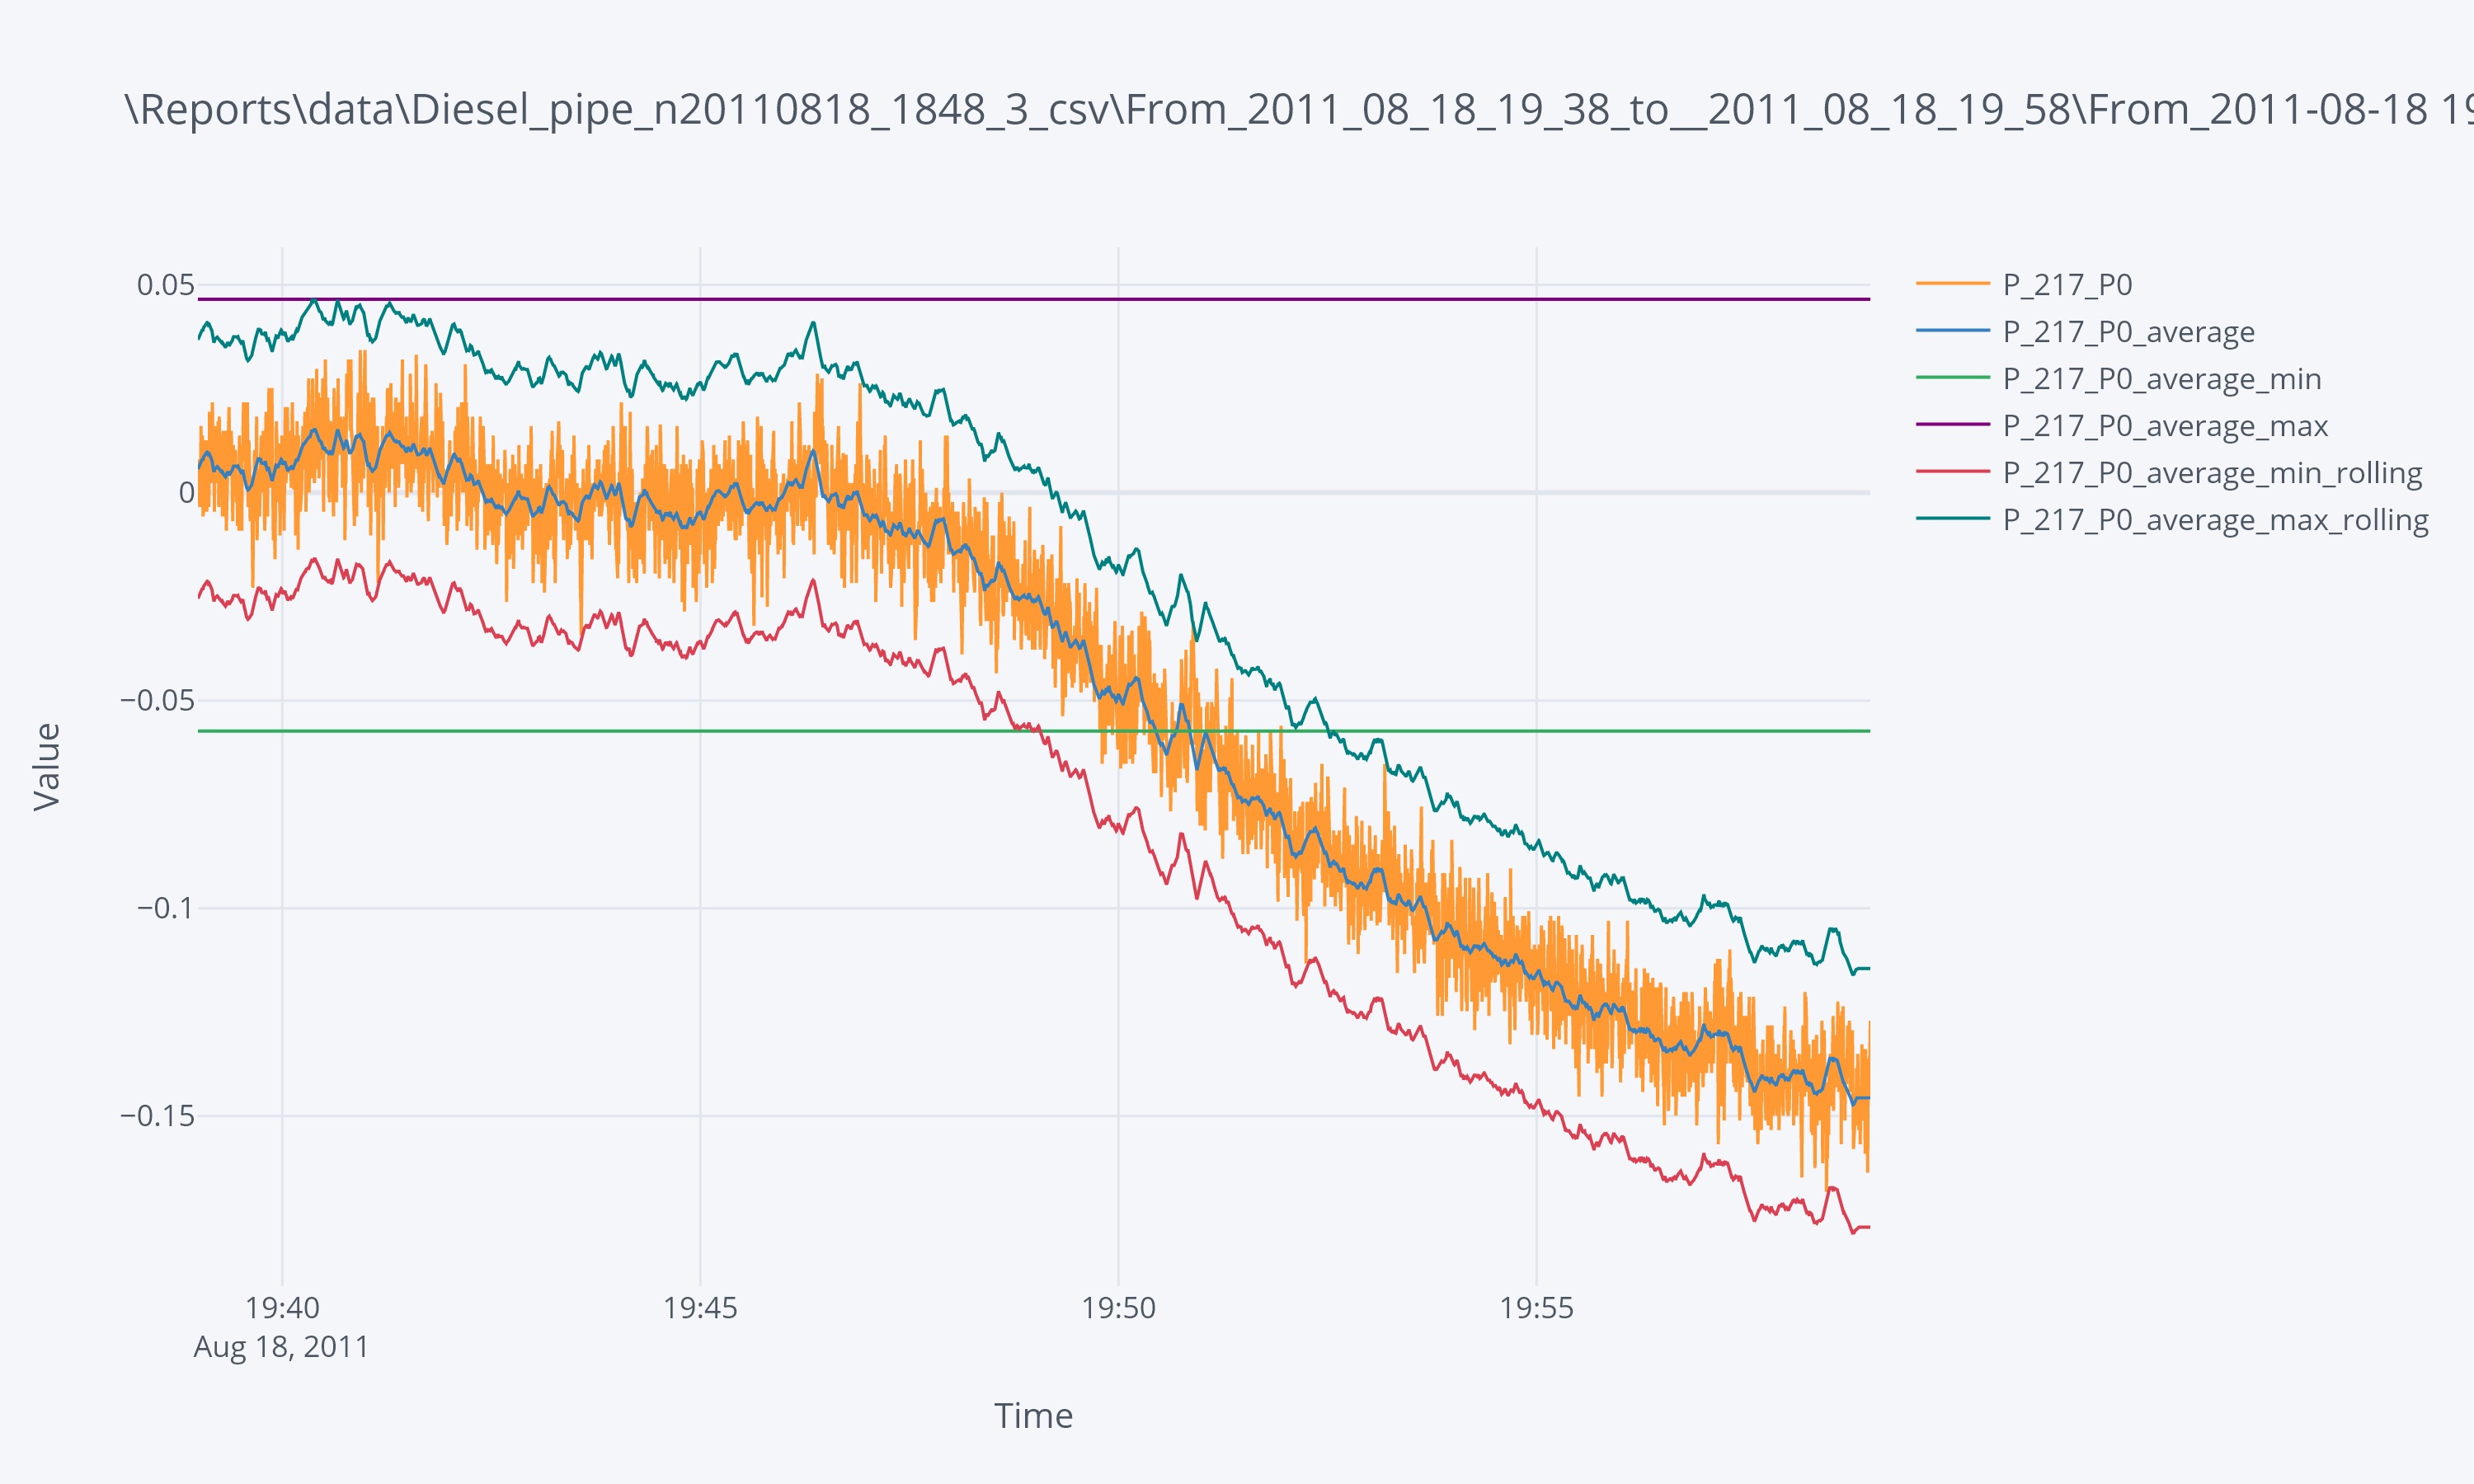 \Reports\data\Diesel_pipe_n20110818_1848_3_csv\From_2011_08_18_19_38_to__2011_08_18_19_58\From_2011-08-18 19
0.05
0
−0.05
−0.1
−0.15
Value
19:40
19:45
19:50
19:55
Aug 18, 2011
Time
P_217_P0
P_217_P0_average
P_217_P0_average_min
P_217_P0_average_max
P_217_P0_average_min_rolling
P_217_P0_average_max_rolling